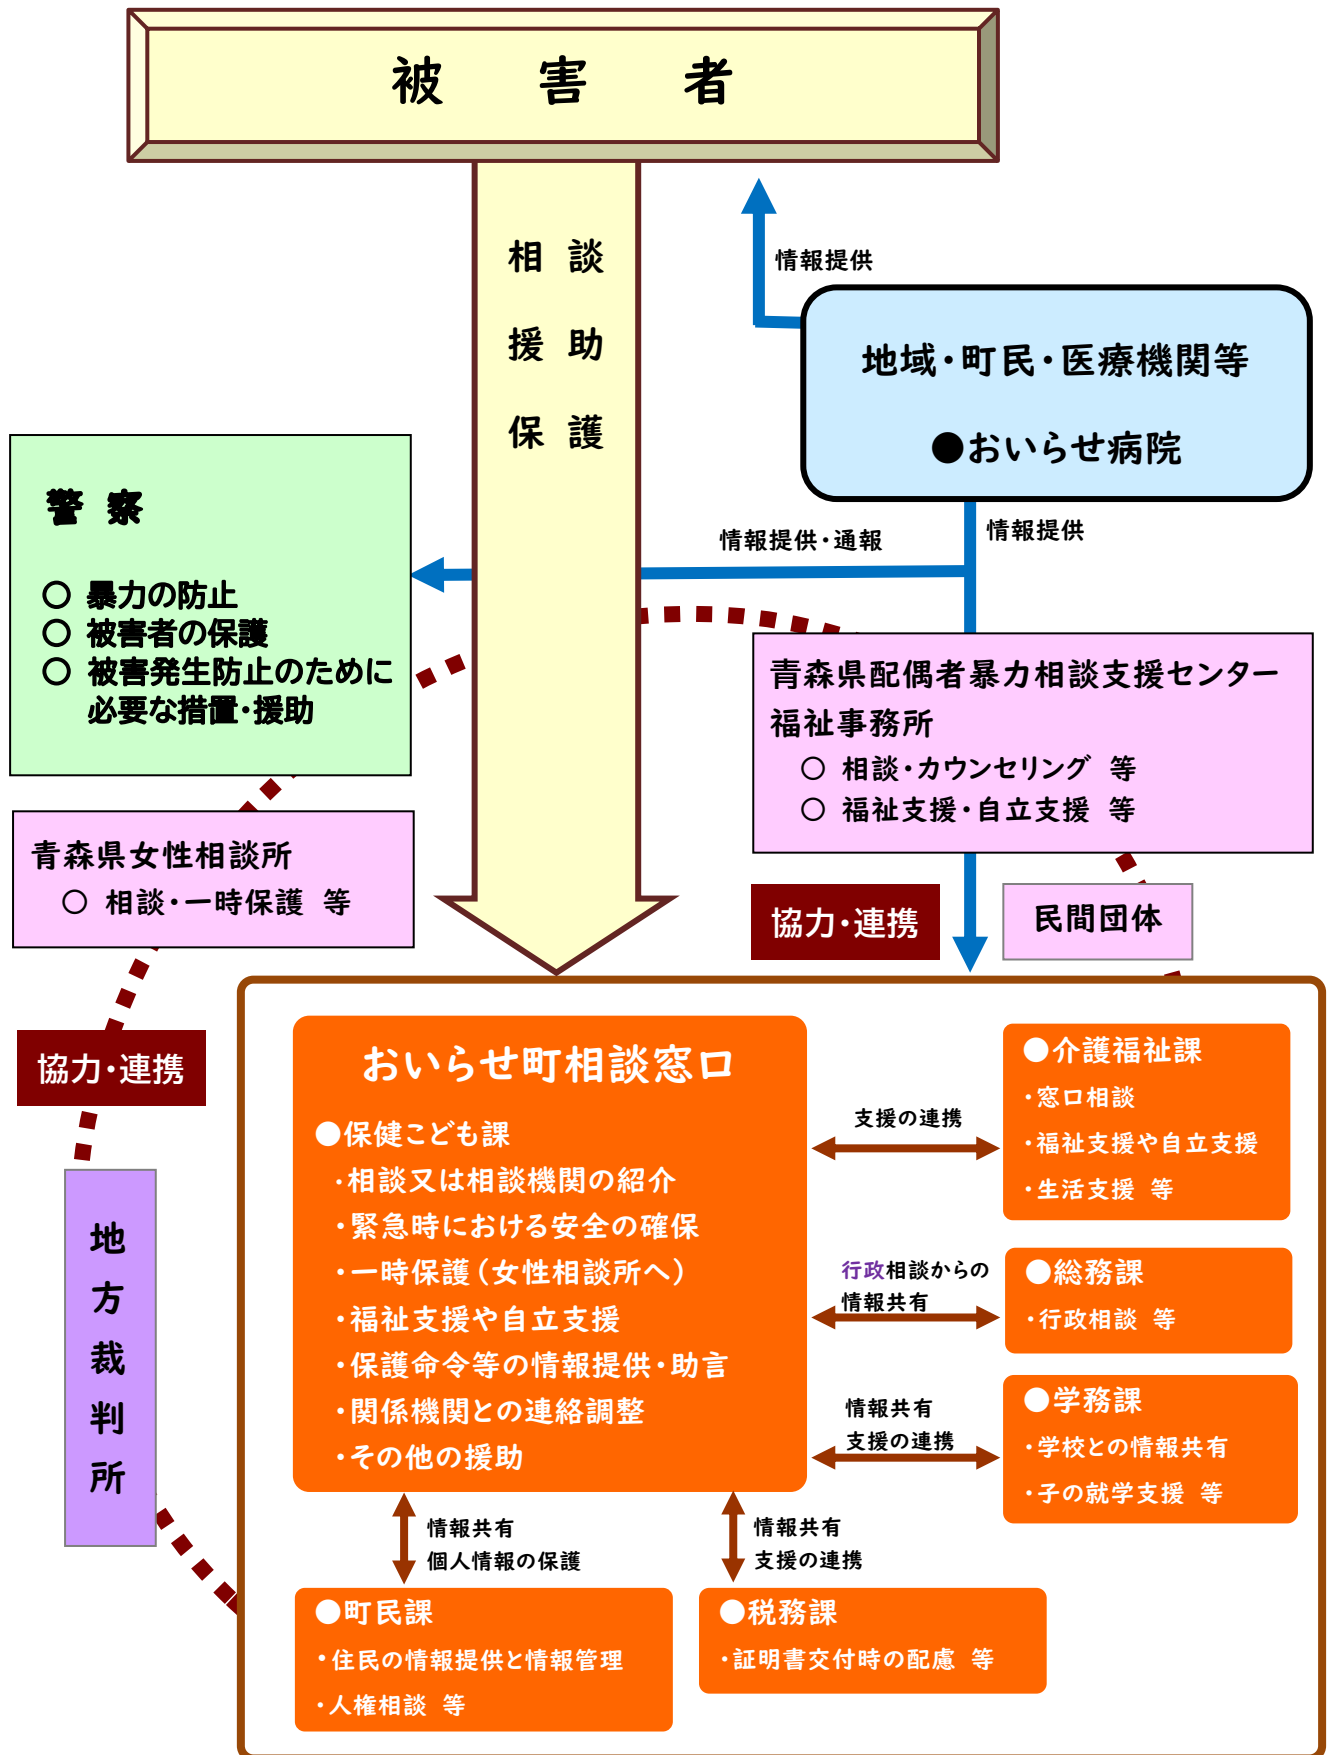 被　害　者
相 談
援 助
保 護
情報提供
地域・町民・医療機関等
●おいらせ病院
情報提供・通報
情報提供
警 察
○ 暴力の防止
○ 被害者の保護
○ 被害発生防止のために
必要な措置・援助
青森県配偶者暴力相談支援センター
福祉事務所
○ 相談・カウンセリング 等
○ 福祉支援・自立支援 等
青森県女性相談所
○ 相談・一時保護 等
協力・連携
民間団体
協力・連携
地
方
裁
判
所
おいらせ町相談窓口
●保健こども課
・相談又は相談機関の紹介
・緊急時における安全の確保
・一時保護（女性相談所へ）
・福祉支援や自立支援
・保護命令等の情報提供・助言
・関係機関との連絡調整
・その他の援助
支援の連携
●介護福祉課
・窓口相談
・福祉支援や自立支援
・生活支援 等
行政相談からの
情報共有
●総務課
・行政相談 等
情報共有
支援の連携
●学務課
・学校との情報共有
・子の就学支援 等
情報共有
個人情報の保護
情報共有
支援の連携
●町民課
・住民の情報提供と情報管理
・人権相談 等
●税務課
・証明書交付時の配慮 等